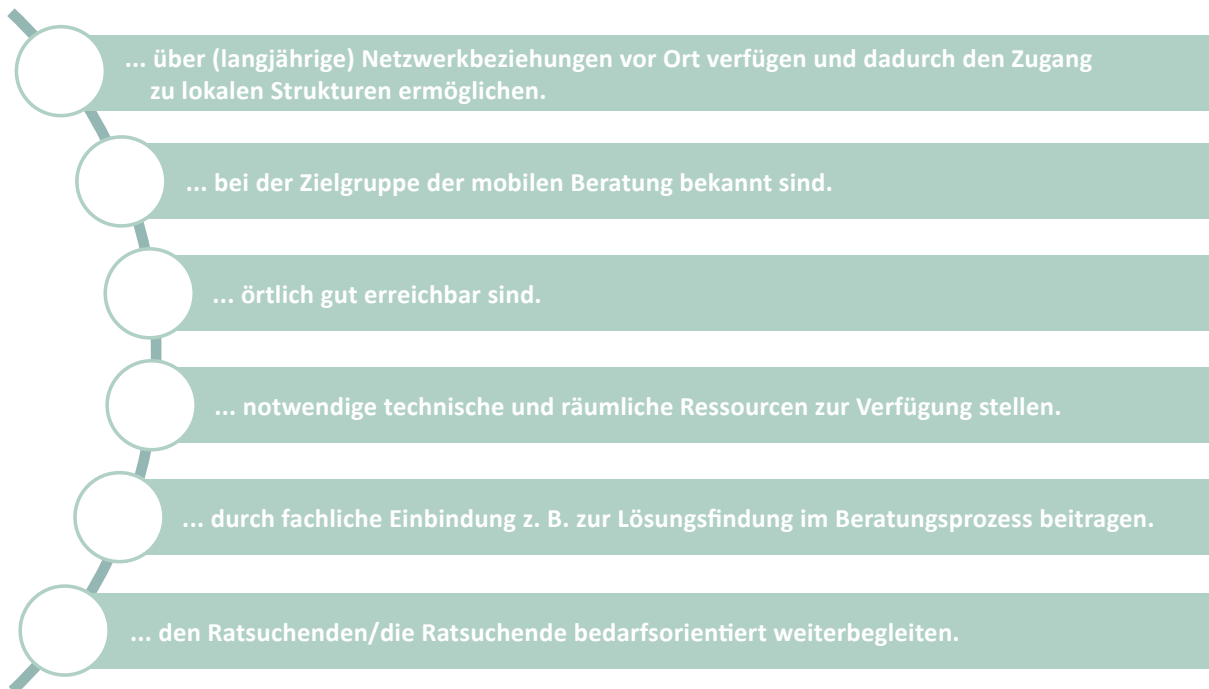 ... über (langjährige) Netzwerkbeziehungen vor Ort verfügen und dadurch den Zugang
zu lokalen Strukturen ermöglichen.
... bei der Zielgruppe der mobilen Beratung bekannt sind.
... örtlich gut erreichbar sind.
... notwendige technische und räumliche Ressourcen zur Verfügung stellen.
... durch fachliche Einbindung z. B. zur Lösungsfindung im Beratungsprozess beitragen.
... den Ratsuchenden/die Ratsuchende bedarfsorientiert weiterbegleiten.